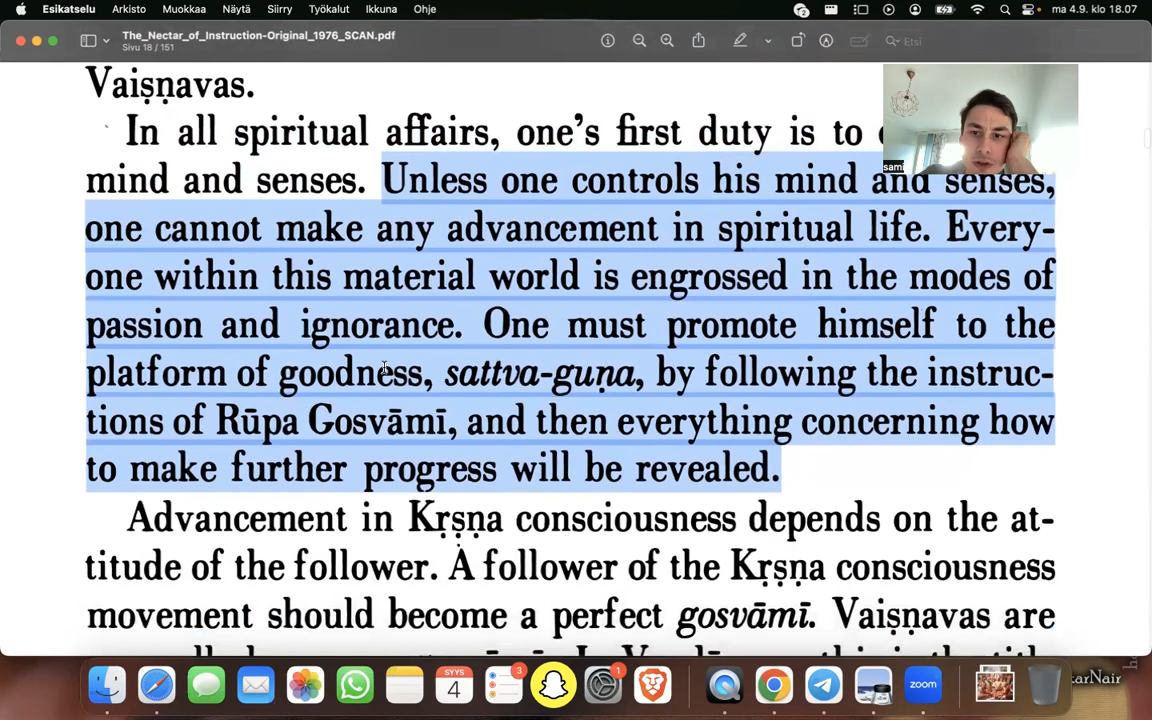 Esikatselu Arkisto Muokkaa Näytä Siirry Työkalut Ikkuna Ohje
2
ma 4.9. klo 18.07
The_Nectar_of_Instruction-Original_1976_SCAN.pdf
Sivu 18 / 151
Etsi
Vaiṣṇavas.
In all spiritual affairs, one's first duty is to
mind and senses. Unless one controls his mind and senses,
one cannot make any advancement in spiritual life. Every-
one within this material world is engrossed in the modes of
passion and ignorance. One must promote himself to the
platform of goodness, sattva-guṇa, by following the instruc-
tions of Rūpa Gosvāmī, and then everything concerning how
to make further progress will be revealed.
Advancement in Kṛṣṇa consciousness depends on the at-
titude of the follower. A follower of the Kṛṣṇa consciousness
movement should become a perfect gosvāmī. Vaiṣṇavas are
sami
SYYS
4
3
1
zoom